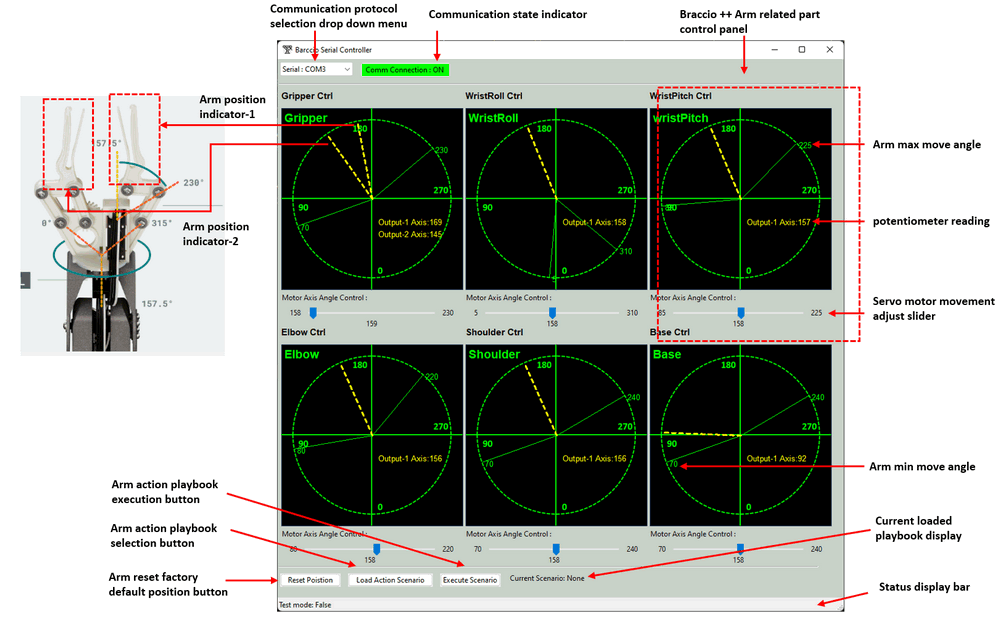 Communication protocol
selection drop down menu
Communication state indicator
Braccio ++ Arm related part
control panel
Barccio Serial Controller
Serial : COM3
Comm Connection : ON
Arm position
indicator-1
Arm position
indicator-2
57.5°
230°
0°
315°
157.5°
Gripper Ctrl
WristRoll Ctrl
WristPitch Ctrl
Gripper
180
230
270
90
70
Output-1 Axis:169
Output-2 Axis:145
0
WristRoll
180
270
90
Output-1 Axis:158
310
0
wristPitch
180
225
270
90
Output-1 Axis:157
0
Arm max move angle
potentiometer reading
Servo motor movement
adjust slider
Motor Axis Angle Control :
158
230
159
Motor Axis Angle Control :
5
310
158
Motor Axis Angle Control :
85
225
158
Elbow Ctrl
Shoulder Ctrl
Base Ctrl
Elbow
180
220
270
90
80
Output-1 Axis:156
0
Shoulder
180
240
270
90
70
Output-1 Axis:156
0
Base
180
240
270
90
70
Output-1 Axis:92
0
Arm min move angle
Motor Axis Angle Control :
80
220
158
Motor Axis Angle Control :
70
240
158
Motor Axis Angle Control :
70
240
158
Arm action playbook
execution button
Arm action playbook
selection button
Arm reset factory
default position button
Current loaded
playbook display
Status display bar
Reset Poistion
Load Action Scenario
Execute Scenario
Current Scenario: None
Test mode: False